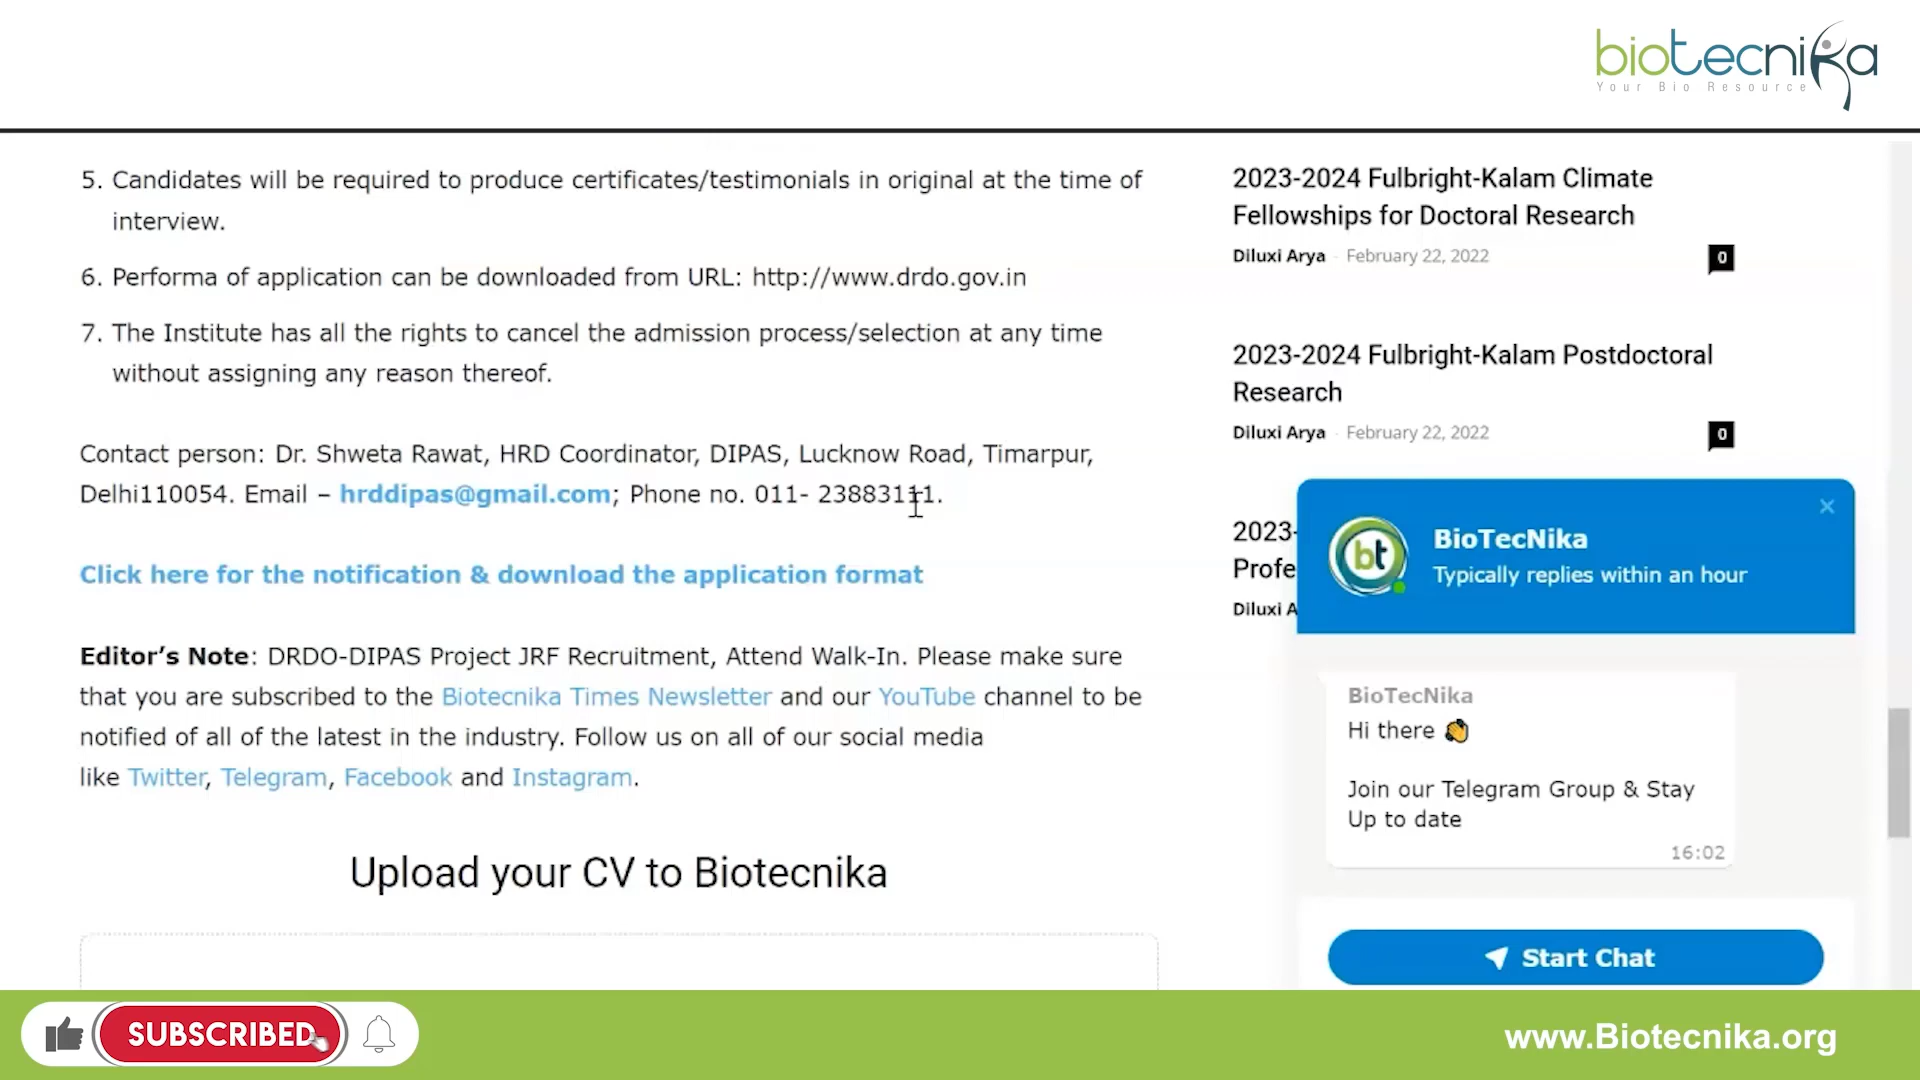 biotecnika
Your Bio Resource
5. Candidates will be required to produce certificates/testimonials in original at the time of
interview.
6. Performa of application can be downloaded from URL: http://www.drdo.gov.in
7. The Institute has all the rights to cancel the admission process/selection at any time
without assigning any reason thereof.
Contact person: Dr. Shweta Rawat, HRD Coordinator, DIPAS, Lucknow Road, Timarpur,
Delhi110054. Email – hrddipas@gmail.com; Phone no. 011- 23883111.
Click here for the notification & download the application format
Editor’s Note: DRDO-DIPAS Project JRF Recruitment, Attend Walk-In. Please make sure
that you are subscribed to the Biotecnika Times Newsletter and our YouTube channel to be
notified of all of the latest in the industry. Follow us on all of our social media
like Twitter, Telegram, Facebook and Instagram.
Upload your CV to Biotecnika
2023-2024 Fulbright-Kalam Climate
Fellowships for Doctoral Research
Diluxi Arya - February 22, 2022
0
2023-2024 Fulbright-Kalam Postdoctoral
Research
Diluxi Arya - February 22, 2022
0
2023-
Profe
Diluxi A
bt
BioTecNika
Typically replies within an hour
×
BioTecNika
Hi there 👋
Join our Telegram Group & Stay
Up to date
16:02
Start Chat
SUBSCRIBED
www.Biotecnika.org